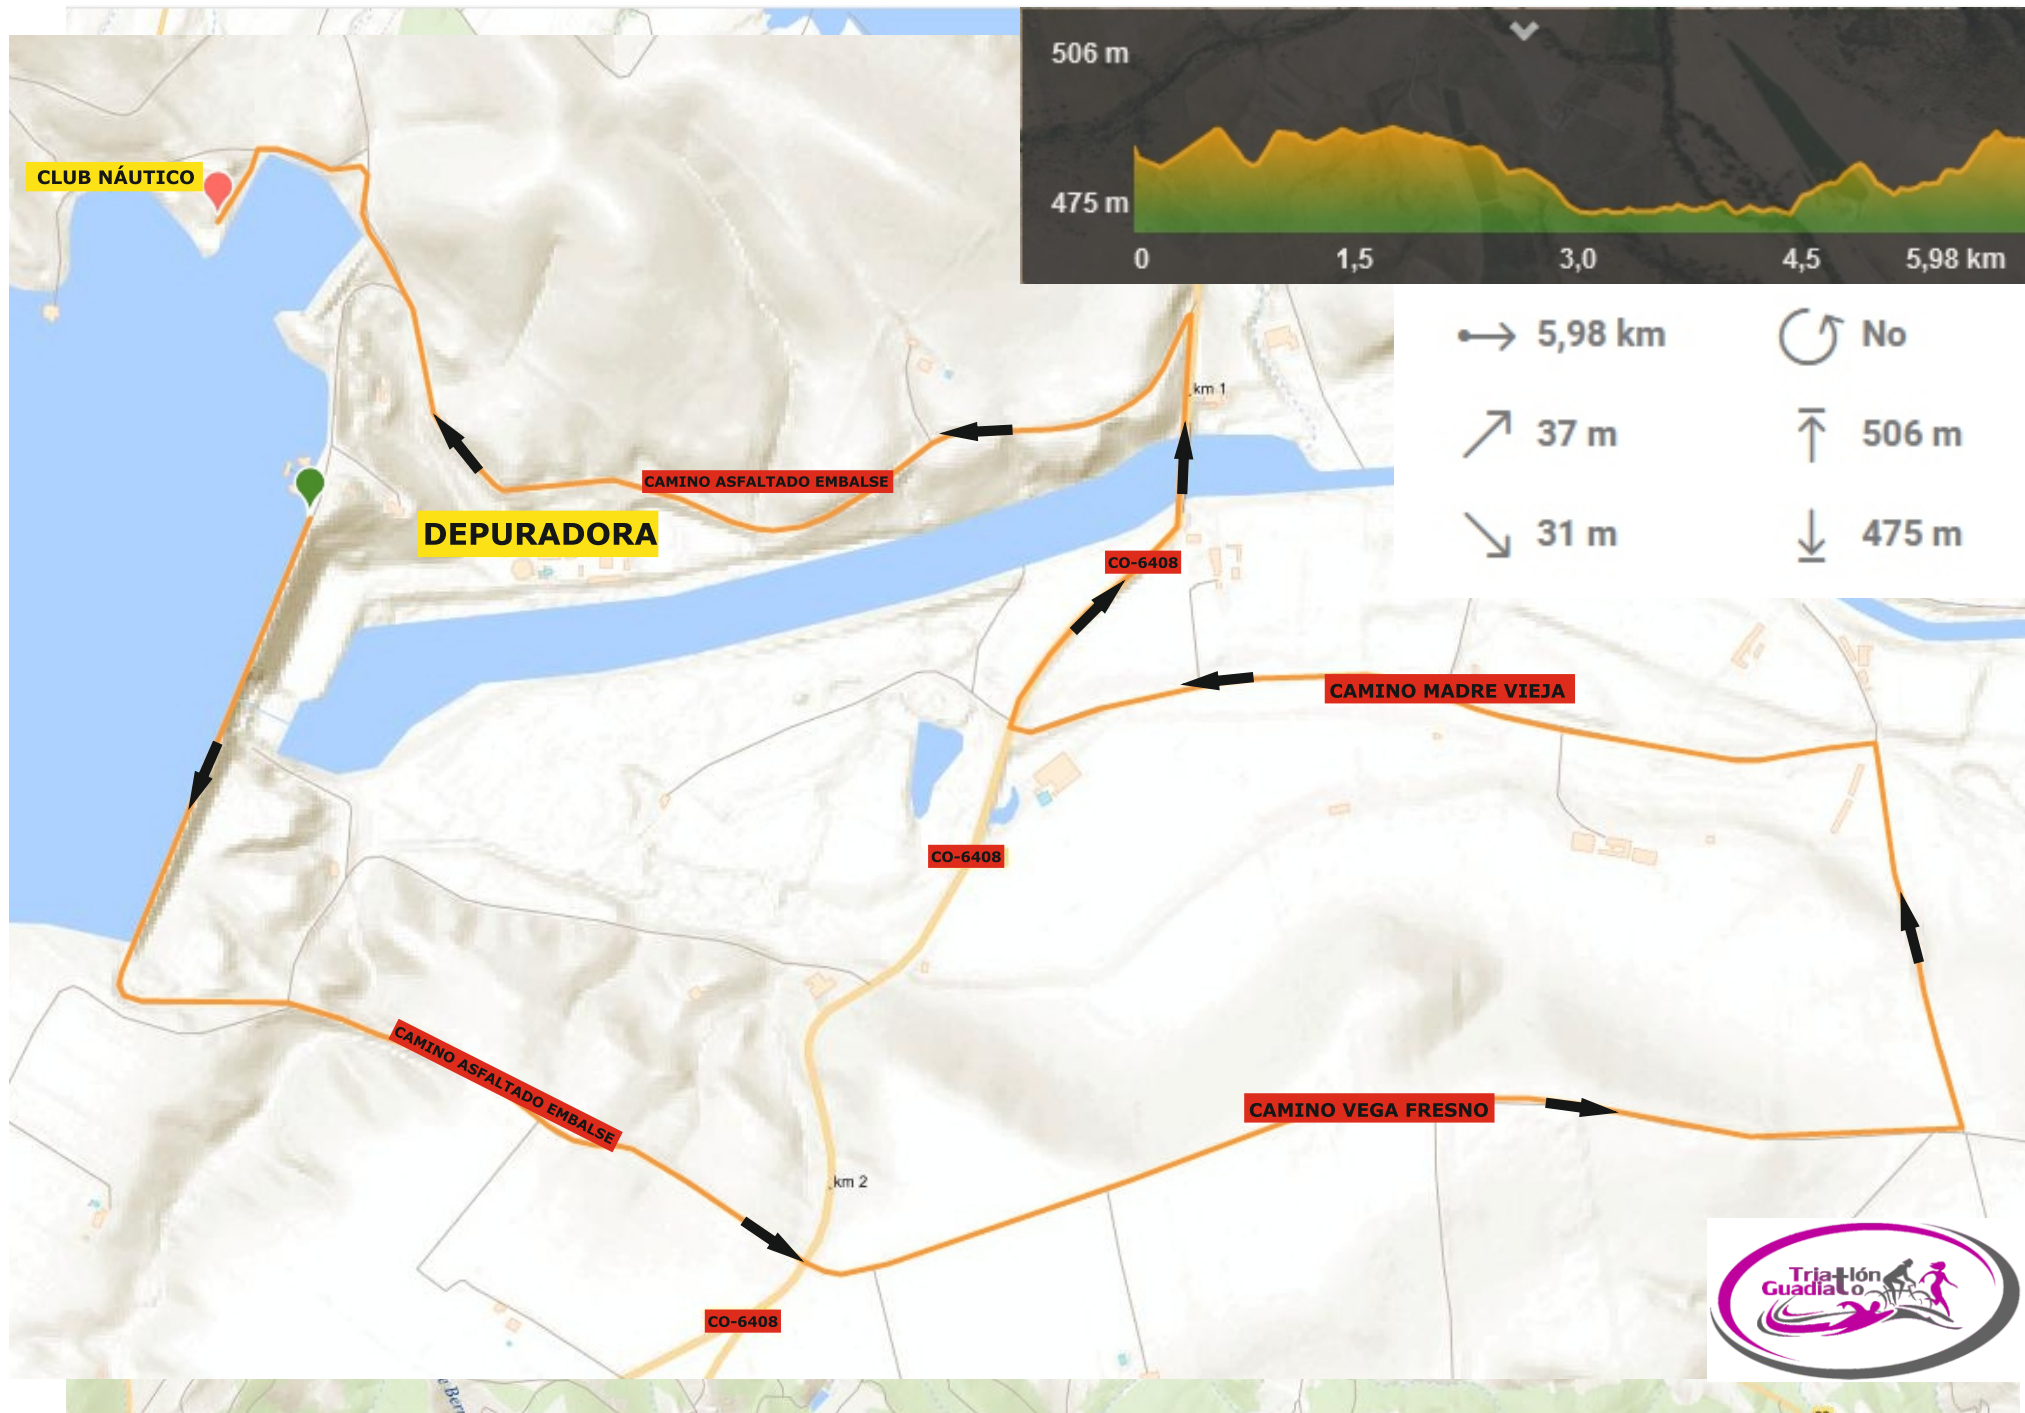 506 m
475 m
0
1,5
3,0
4,5
5,98 km
5,98 km
No
37 m
506 m
31 m
475 m
CLUB NÁUTICO
km 1
CAMINO ASFALTADO EMBALSE
DEPURADORA
CO-6408
CAMINO MADRE VIEJA
CO-6408
CAMINO ASFALTADO EMBALSE
CAMINO VEGA FRESNO
km 2
CO-6408
Triatlón
Guadiato